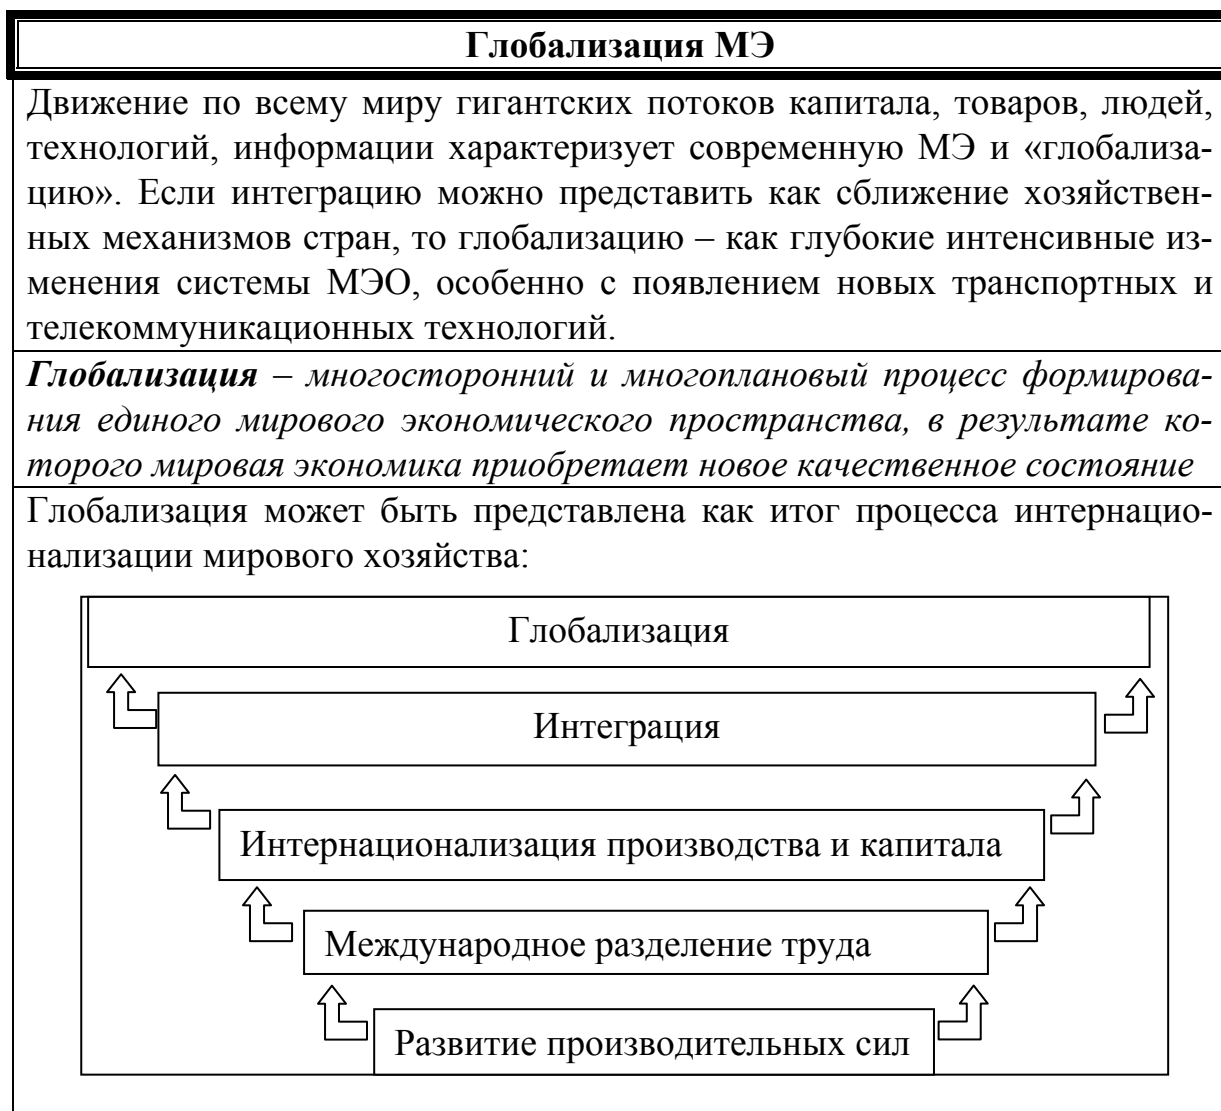 Глобализация МЭ
Движение по всему миру гигантских потоков капитала, товаров, людей,
технологий, информации характеризует современную МЭ и «глобализа-
цию». Если интеграцию можно представить как сближение хозяйствен-
ных механизмов стран, то глобализацию – как глубокие интенсивные из-
менения системы МЭО, особенно с появлением новых транспортных и
телекоммуникационных технологий.
Глобализация – многосторонний и многоплановый процесс формирова-
ния единого мирового экономического пространства, в результате ко-
торого мировая экономика приобретает новое качественное состояние
Глобализация может быть представлена как итог процесса интернацио-
нализации мирового хозяйства:
Глобализация
Интеграция
Интернационализация производства и капитала
Международное разделение труда
Развитие производительных сил